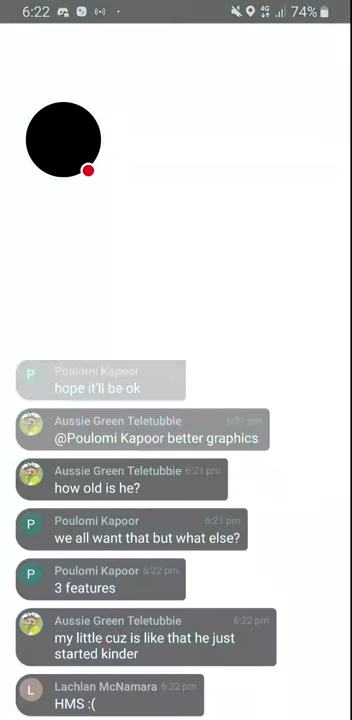 6:22
4G
74%
P
Poulomi Kapoor
hope it'll be ok
Aussie Green Teletubbie 6:21 pm
@Poulomi Kapoor better graphics
Aussie Green Teletubbie 6:21 pm
how old is he?
P
Poulomi Kapoor 6:21 pm
we all want that but what else?
P
Poulomi Kapoor 6:22 pm
3 features
Aussie Green Teletubbie 6:22 pm
my little cuz is like that he just
started kinder
L
Lachlan McNamara 6:22 pm
HMS :(